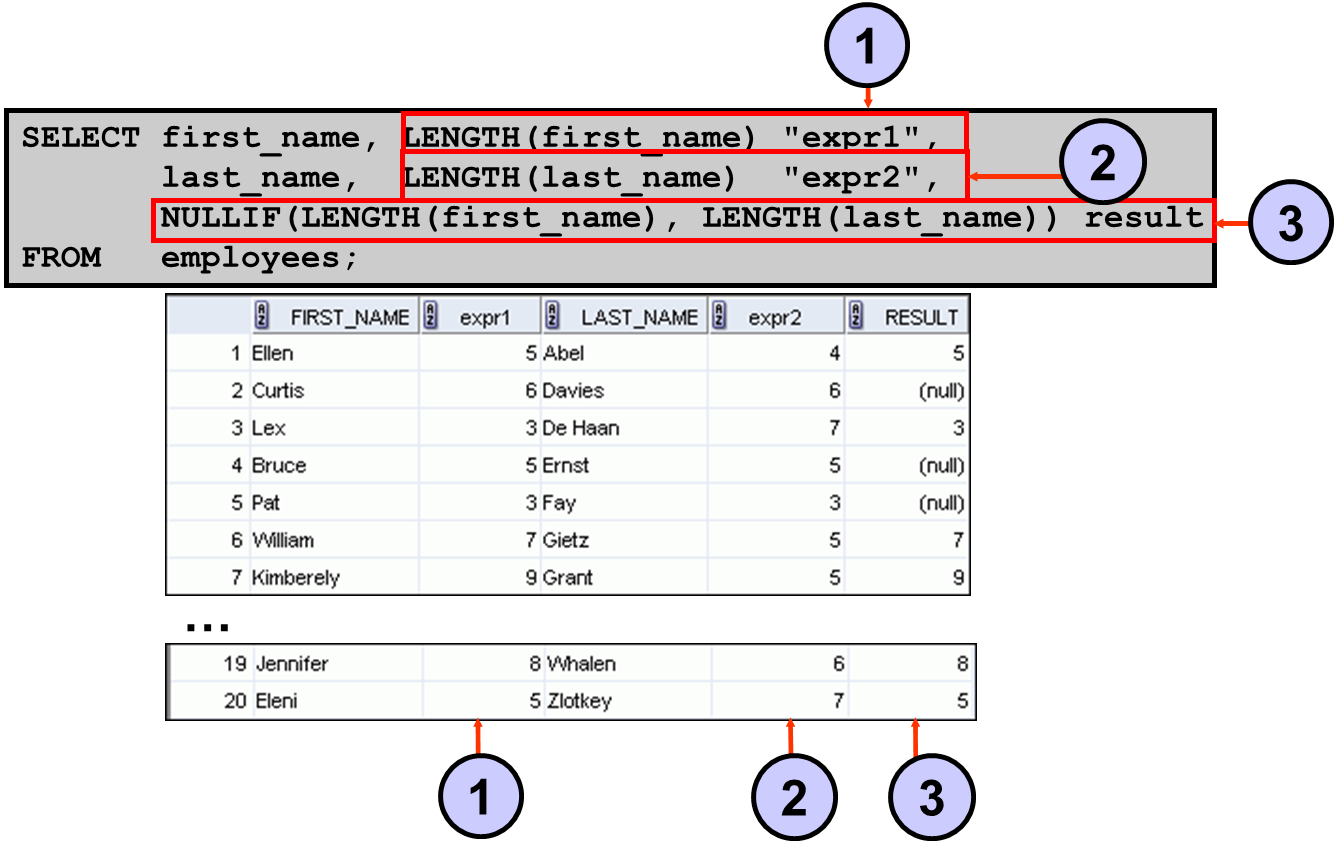 1
SELECT first_name, LENGTH(first_name) "expr1",
2
last_name, LENGTH(last_name) "expr2",
NULLIF(LENGTH(first_name), LENGTH(last_name)) result
3
FROM employees;
FIRST_NAME expr1 LAST_NAME expr2 RESULT
1 Ellen 5 Abel 4 5
2 Curtis 6 Davies 6 (null)
3 Lex 3 De Haan 7 3
4 Bruce 5 Ernst 5 (null)
5 Pat 3 Fay 3 (null)
6 William 7 Gietz 5 7
7 Kimberely 9 Grant 5 9
...
19 Jennifer 8 Whalen 6 8
20 Eleni 5 Zlotkey 7 5
1 2 3